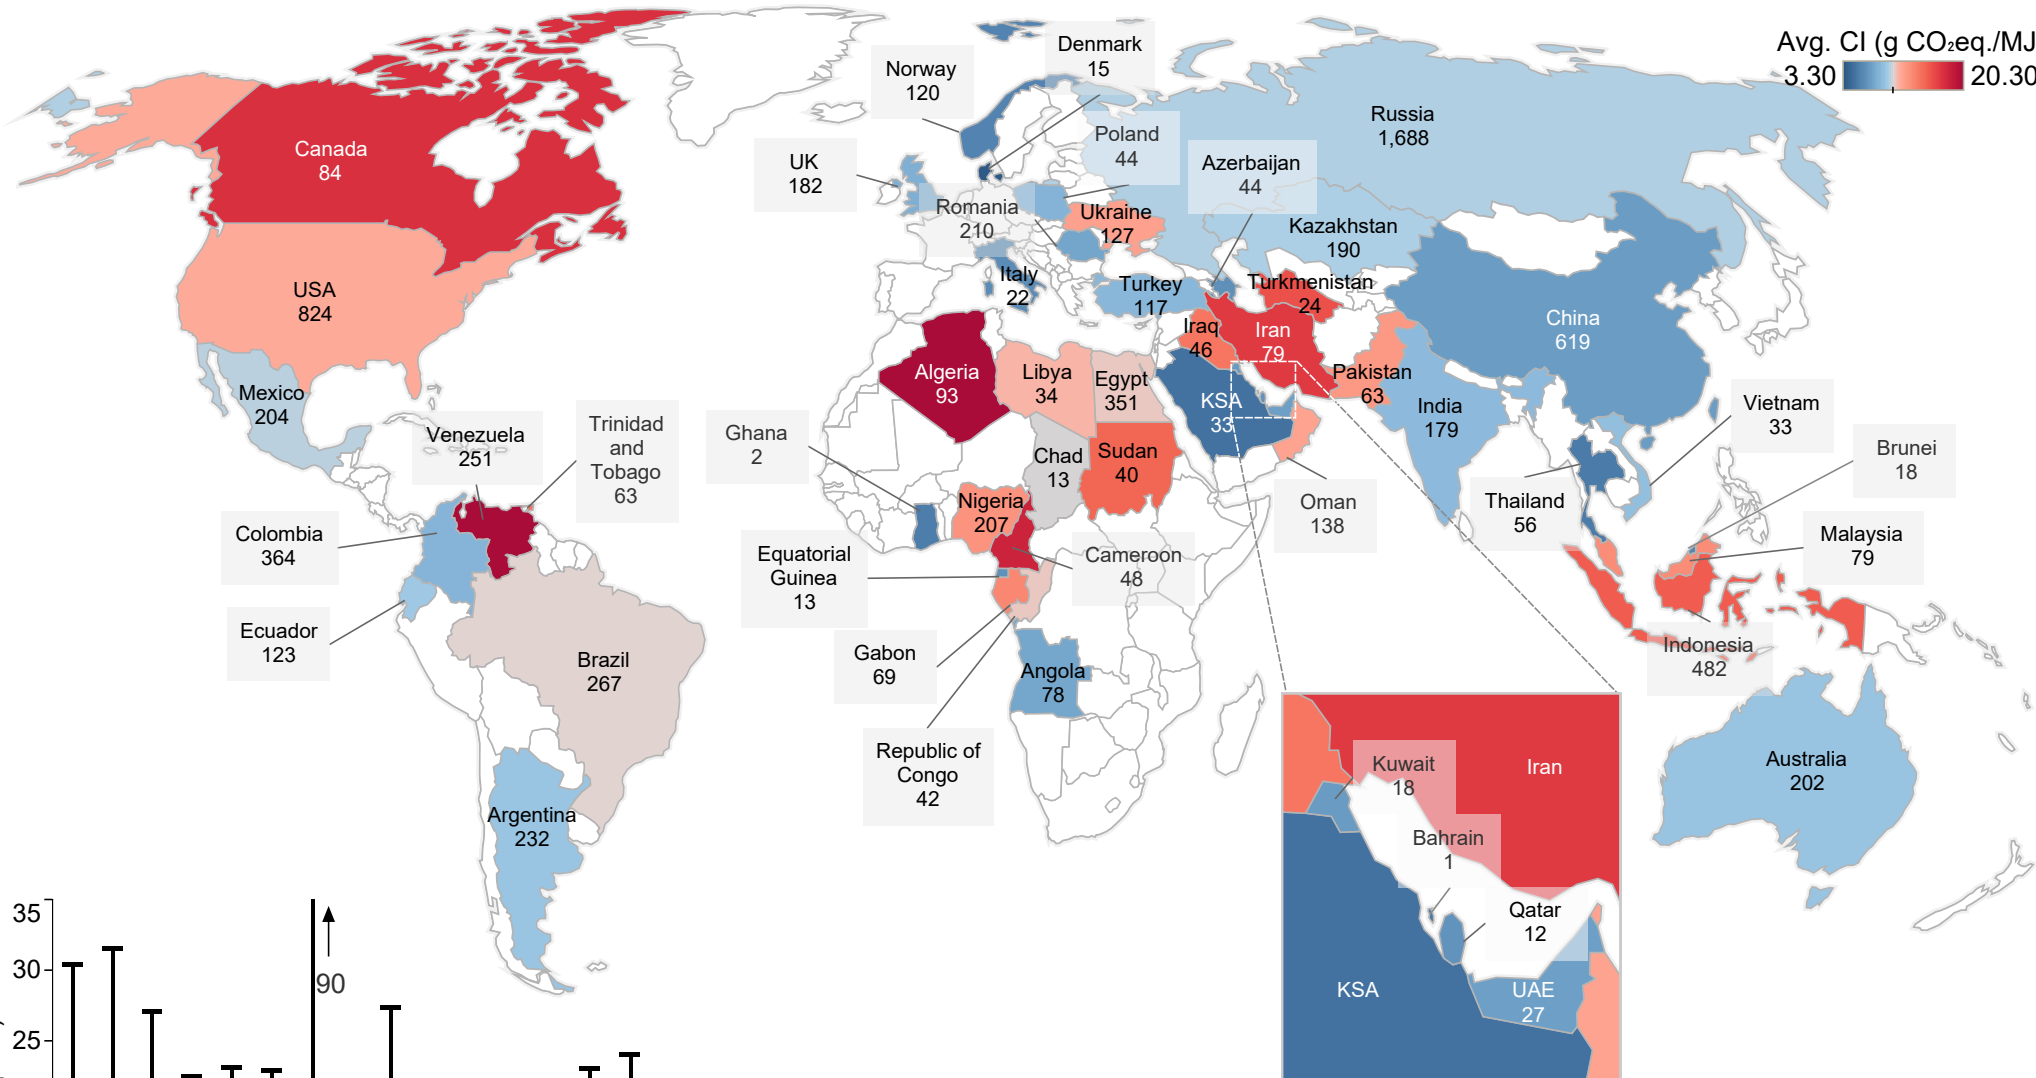 Avg. CI (g CO₂eq./MJ
3.30
20.30
Denmark
15
Norway
120
Russia
1,688
Poland
44
Azerbaijan
44
UK
182
Canada
84
Romania
210
Ukraine
127
Kazakhstan
190
USA
824
Italy
22
Turkey
117
Turkmenistan
24
China
619
Iraq
46
Iran
79
Algeria
93
Libya
34
Egypt
351
Pakistan
63
Mexico
204
KSA
33
India
179
Vietnam
33
Venezuela
251
Trinidad
and
Tobago
63
Ghana
2
Chad
13
Sudan
40
Brunei
18
Nigeria
207
Oman
138
Thailand
56
Colombia
364
Equatorial
Guinea
13
Cameroon
48
Malaysia
79
Ecuador
123
Brazil
267
Gabon
69
Angola
78
Indonesia
482
Republic of
Congo
42
Argentina
232
Kuwait
18
Iran
Bahrain
1
Qatar
12
KSA
UAE
27
Australia
202
35
30
25
90